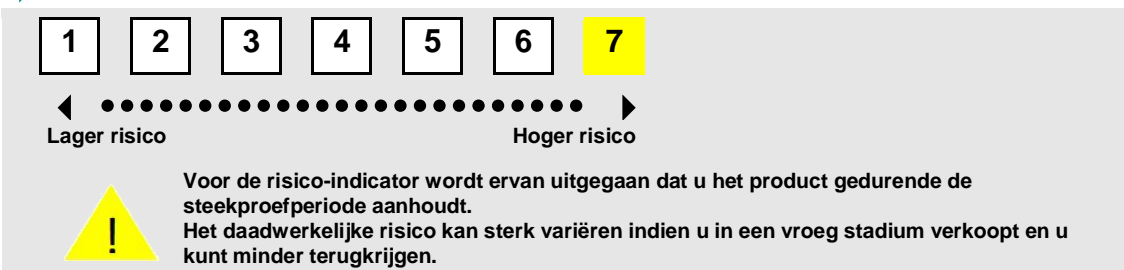 1 2 3 4 5 6 7
Lager risico Hoger risico
Voor de risico-indicator wordt ervan uitgegaan dat u het product gedurende de
steekproefperiode aanhoudt.
Het daadwerkelijke risico kan sterk variëren indien u in een vroeg stadium verkoopt en u
kunt minder terugkrijgen.
!